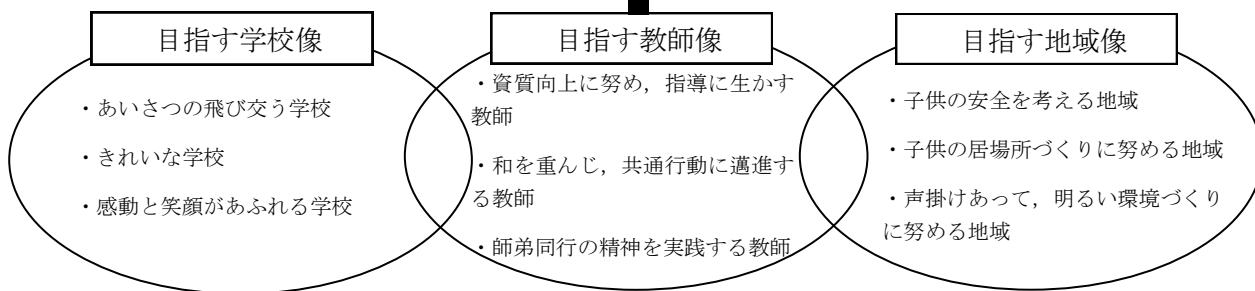 目指す学校像
・あいさつの飛び交う学校
・きれいな学校
・感動と笑顔があふれる学校
目指す教師像
・資質向上に努め，指導に生かす
教師
・和を重んじ，共通行動に邁進す
る教師
・師弟同行の精神を実践する教師
目指す地域像
・子供の安全を考える地域
・子供の居場所づくりに努める地域
・声掛けあって，明るい環境づくり
に努める地域